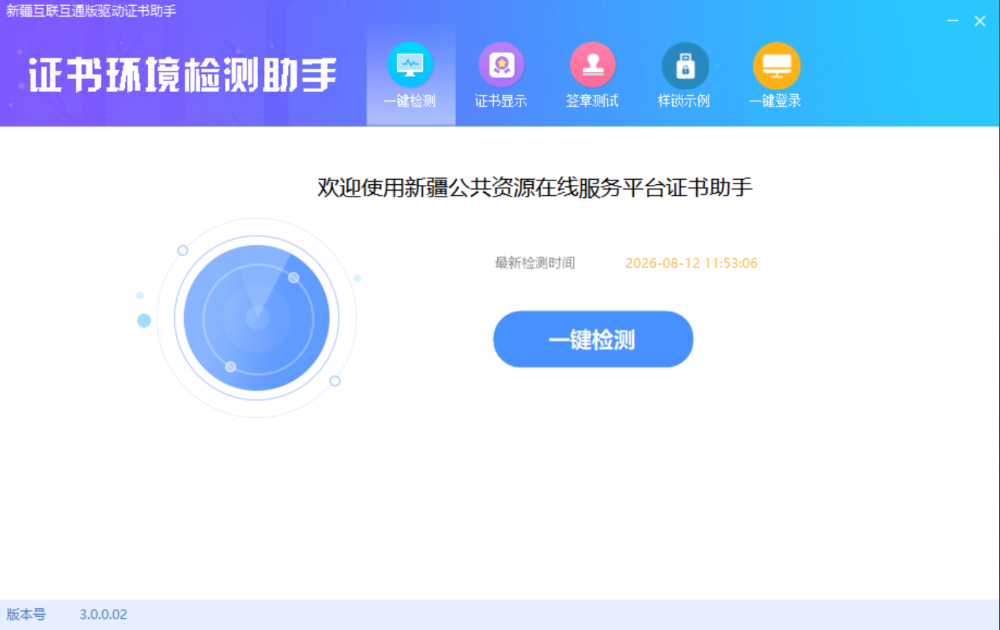 新疆互联互通版驱动证书助手
证书环境检测助手
一键检测
证书显示
签章测试
样锁示例
一键登录
欢迎使用新疆公共资源在线服务平台证书助手
最新检测时间 2026-08-12 11:53:06
一键检测
版本号 3.0.0.02